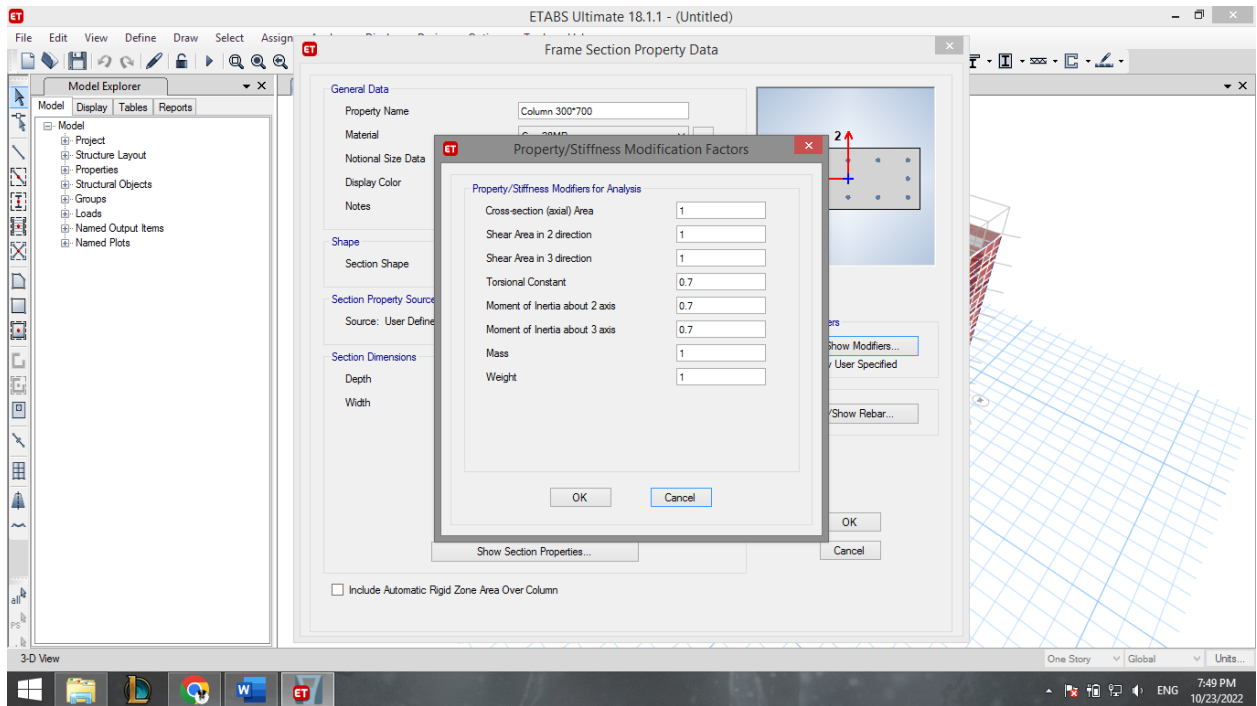 ET ETABS Ultimate 18.1.1 - (Untitled)
File Edit View Define Draw Select Assign
ET Frame Section Property Data
Model Explorer
Model Display Tables Reports
Model
Project
Structure Layout
Properties
Structural Objects
Groups
Loads
Named Output Items
Named Plots
General Data
Property Name Column 300*700
Material
Notional Size Data
Display Color
Notes
2
Shape
Section Shape
Section Property Source
Source: User Define
Section Dimensions
Depth
Width
ET Property/Stiffness Modification Factors
Property/Stiffness Modifiers for Analysis
Cross-section (axial) Area 1
Shear Area in 2 direction 1
Shear Area in 3 direction 1
Torsional Constant 0.7
Moment of Inertia about 2 axis 0.7
Moment of Inertia about 3 axis 0.7
Mass 1
Weight 1
OK Cancel
ers
Show Modifiers...
y User Specified
/Show Rebar...
OK
Show Section Properties... Cancel
Include Automatic Rigid Zone Area Over Column
all
ps
3-D View One Story Global Units...
W ET ENG 7:49 PM
10/23/2022